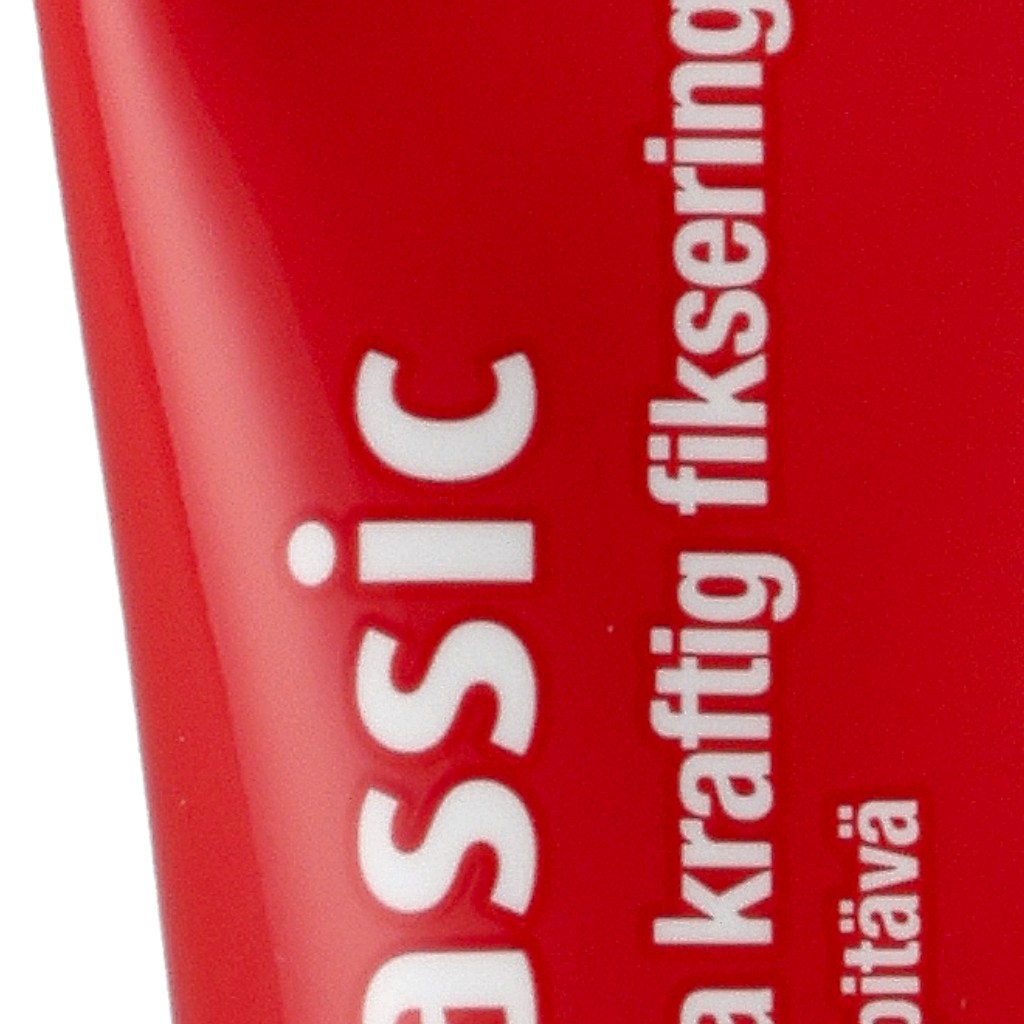 assic
a kraftig fiksering
pitävä